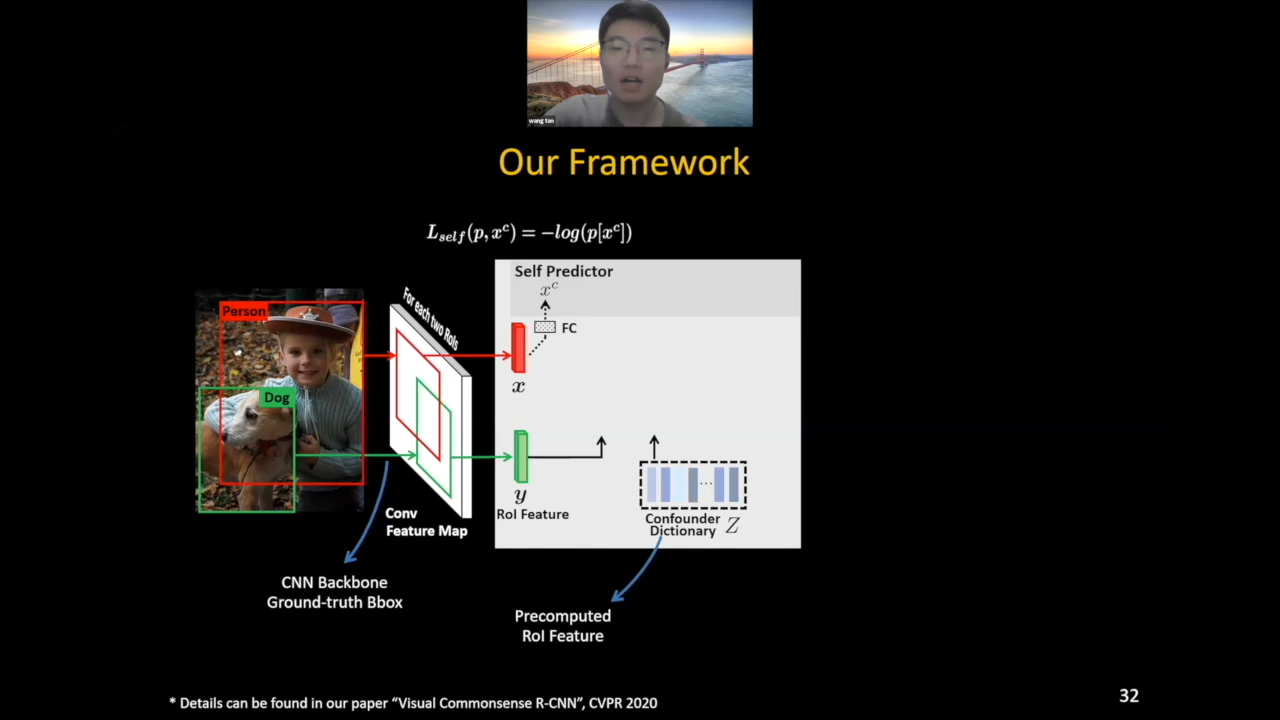 wang tan
Our Framework
L_self(p, x^c) = −log(p[x^c])
Self Predictor
x^c
FC
For each two RoIs
Person
Dog
x
y
RoI Feature
Conv
Feature Map
...
Confounder
Dictionary Z
CNN Backbone
Ground-truth Bbox
Precomputed
RoI Feature
* Details can be found in our paper “Visual Commonsense R-CNN”, CVPR 2020
32